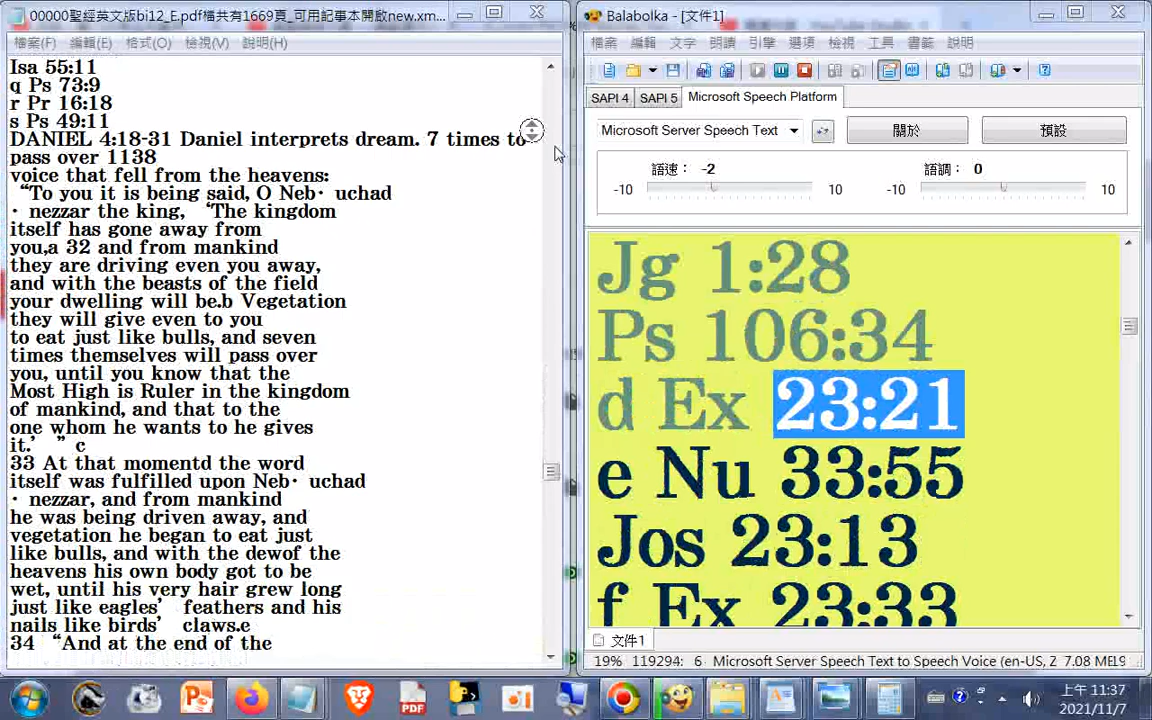 00000聖經英文版bi12_E.pdf檔共有1669頁_可用記事本開啟new.xm...
檔案(F) 編輯(E) 格式(O) 檢視(V) 說明(H)
Isa 55:11
q Ps 73:9
r Pr 16:18
s Ps 49:11
DANIEL 4:18-31 Daniel interprets dream. 7 times to
pass over 1138
voice that fell from the heavens:
“To you it is being said, O Neb·uchad
·nezzar the king, ‘The kingdom
itself has gone away from
you,a 32 and from mankind
they are driving even you away,
and with the beasts of the field
your dwelling will be.b Vegetation
they will give even to you
to eat just like bulls, and seven
times themselves will pass over
you, until you know that the
Most High is Ruler in the kingdom
of mankind, and that to the
one whom he wants to he gives
it.’ ” c
33 At that momentd the word
itself was fulfilled upon Neb·uchad
·nezzar, and from mankind
he was being driven away, and
vegetation he began to eat just
like bulls, and with the dewof the
heavens his own body got to be
wet, until his very hair grew long
just like eagles’ feathers and his
nails like birds’ claws.e
34 “And at the end of the
Balabolka - [文件1]
檔案 編輯 文字 朗讀 引擎 選項 檢視 工具 書籤 說明
SAPI 4 SAPI 5 Microsoft Speech Platform
Microsoft Server Speech Text 關於 預設
語速: -2 語調: 0
-10 10 -10 10
Jg 1:28
Ps 106:34
d Ex 23:21
e Nu 33:55
Jos 23:13
f Ex 23:33
文件1
19% 119294: 6 Microsoft Server Speech Text to Speech Voice (en-US, Z 7.08 ME
PDF
上午 11:37
2021/11/7